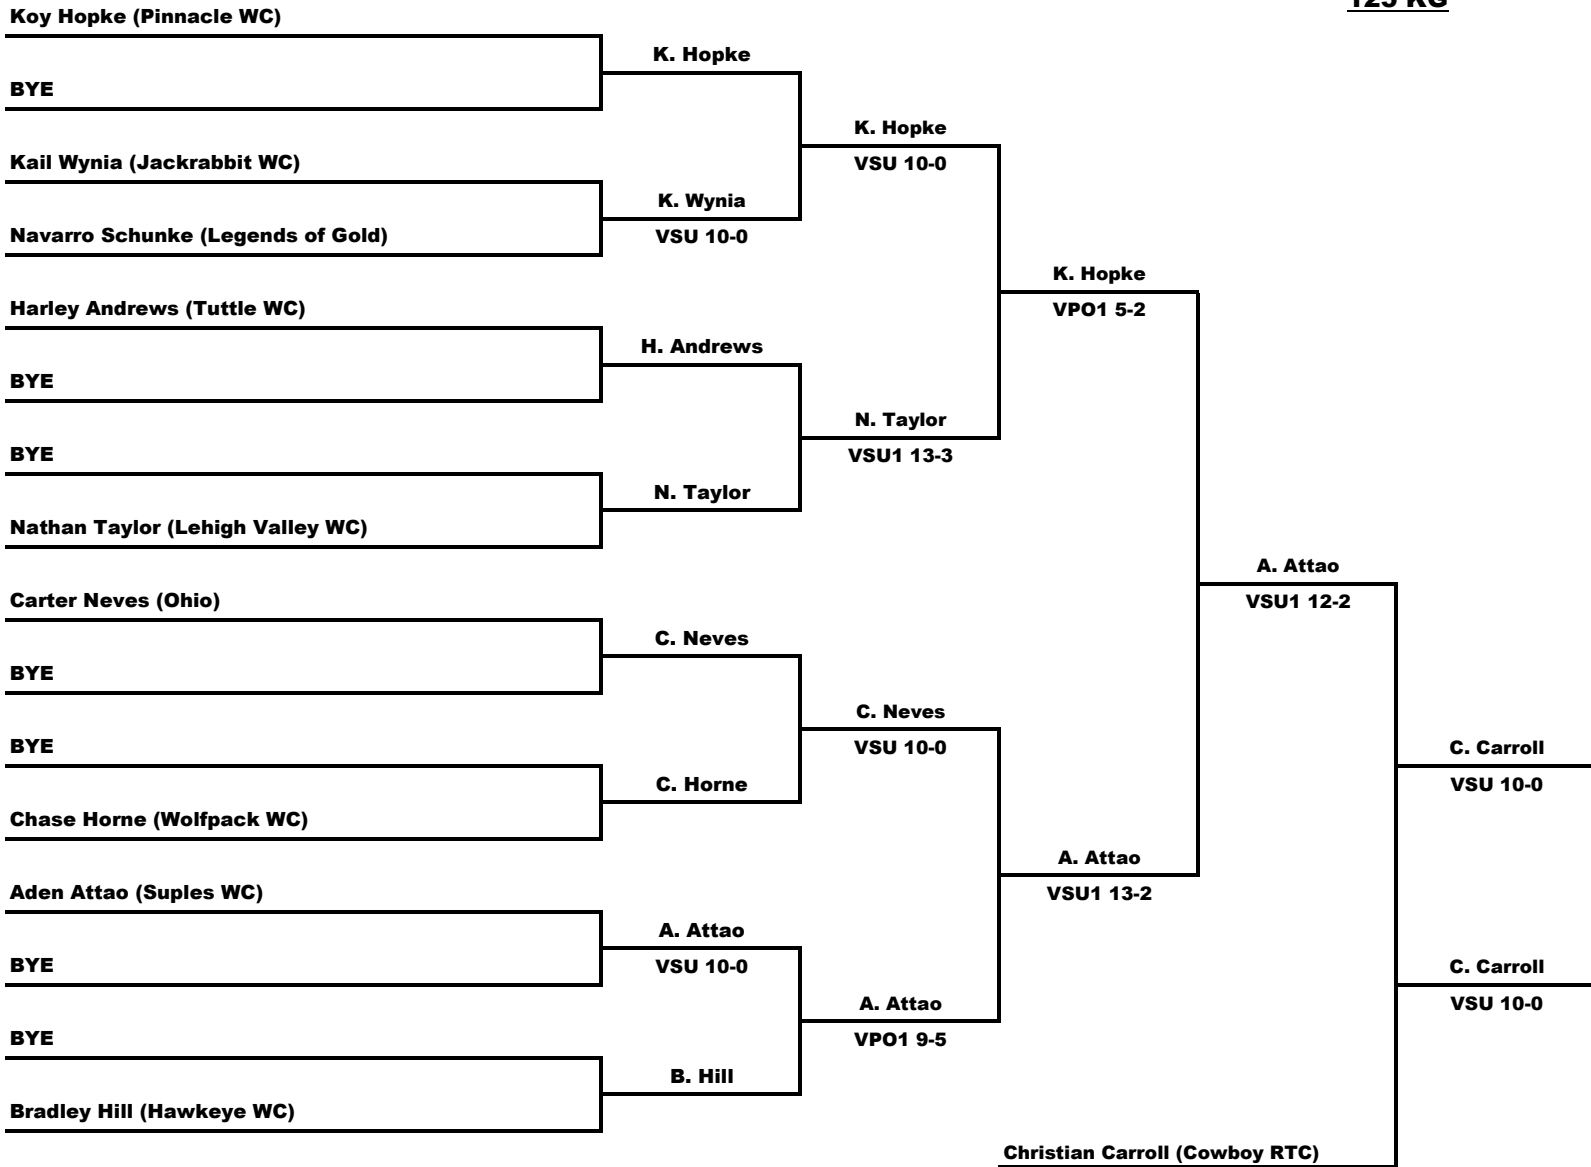 125 KG
Koy Hopke (Pinnacle WC)
K. Hopke
BYE
K. Hopke
VSU 10-0
Kail Wynia (Jackrabbit WC)
K. Wynia
VSU 10-0
Navarro Schunke (Legends of Gold)
K. Hopke
VPO1 5-2
Harley Andrews (Tuttle WC)
H. Andrews
BYE
N. Taylor
VSU1 13-3
BYE
N. Taylor
Nathan Taylor (Lehigh Valley WC)
A. Attao
VSU1 12-2
Carter Neves (Ohio)
C. Neves
BYE
C. Neves
VSU 10-0
BYE
C. Horne
Chase Horne (Wolfpack WC)
A. Attao
VSU1 13-2
Aden Attao (Suples WC)
A. Attao
VSU 10-0
BYE
A. Attao
VPO1 9-5
BYE
B. Hill
Bradley Hill (Hawkeye WC)
C. Carroll
VSU 10-0
C. Carroll
VSU 10-0
Christian Carroll (Cowboy RTC)